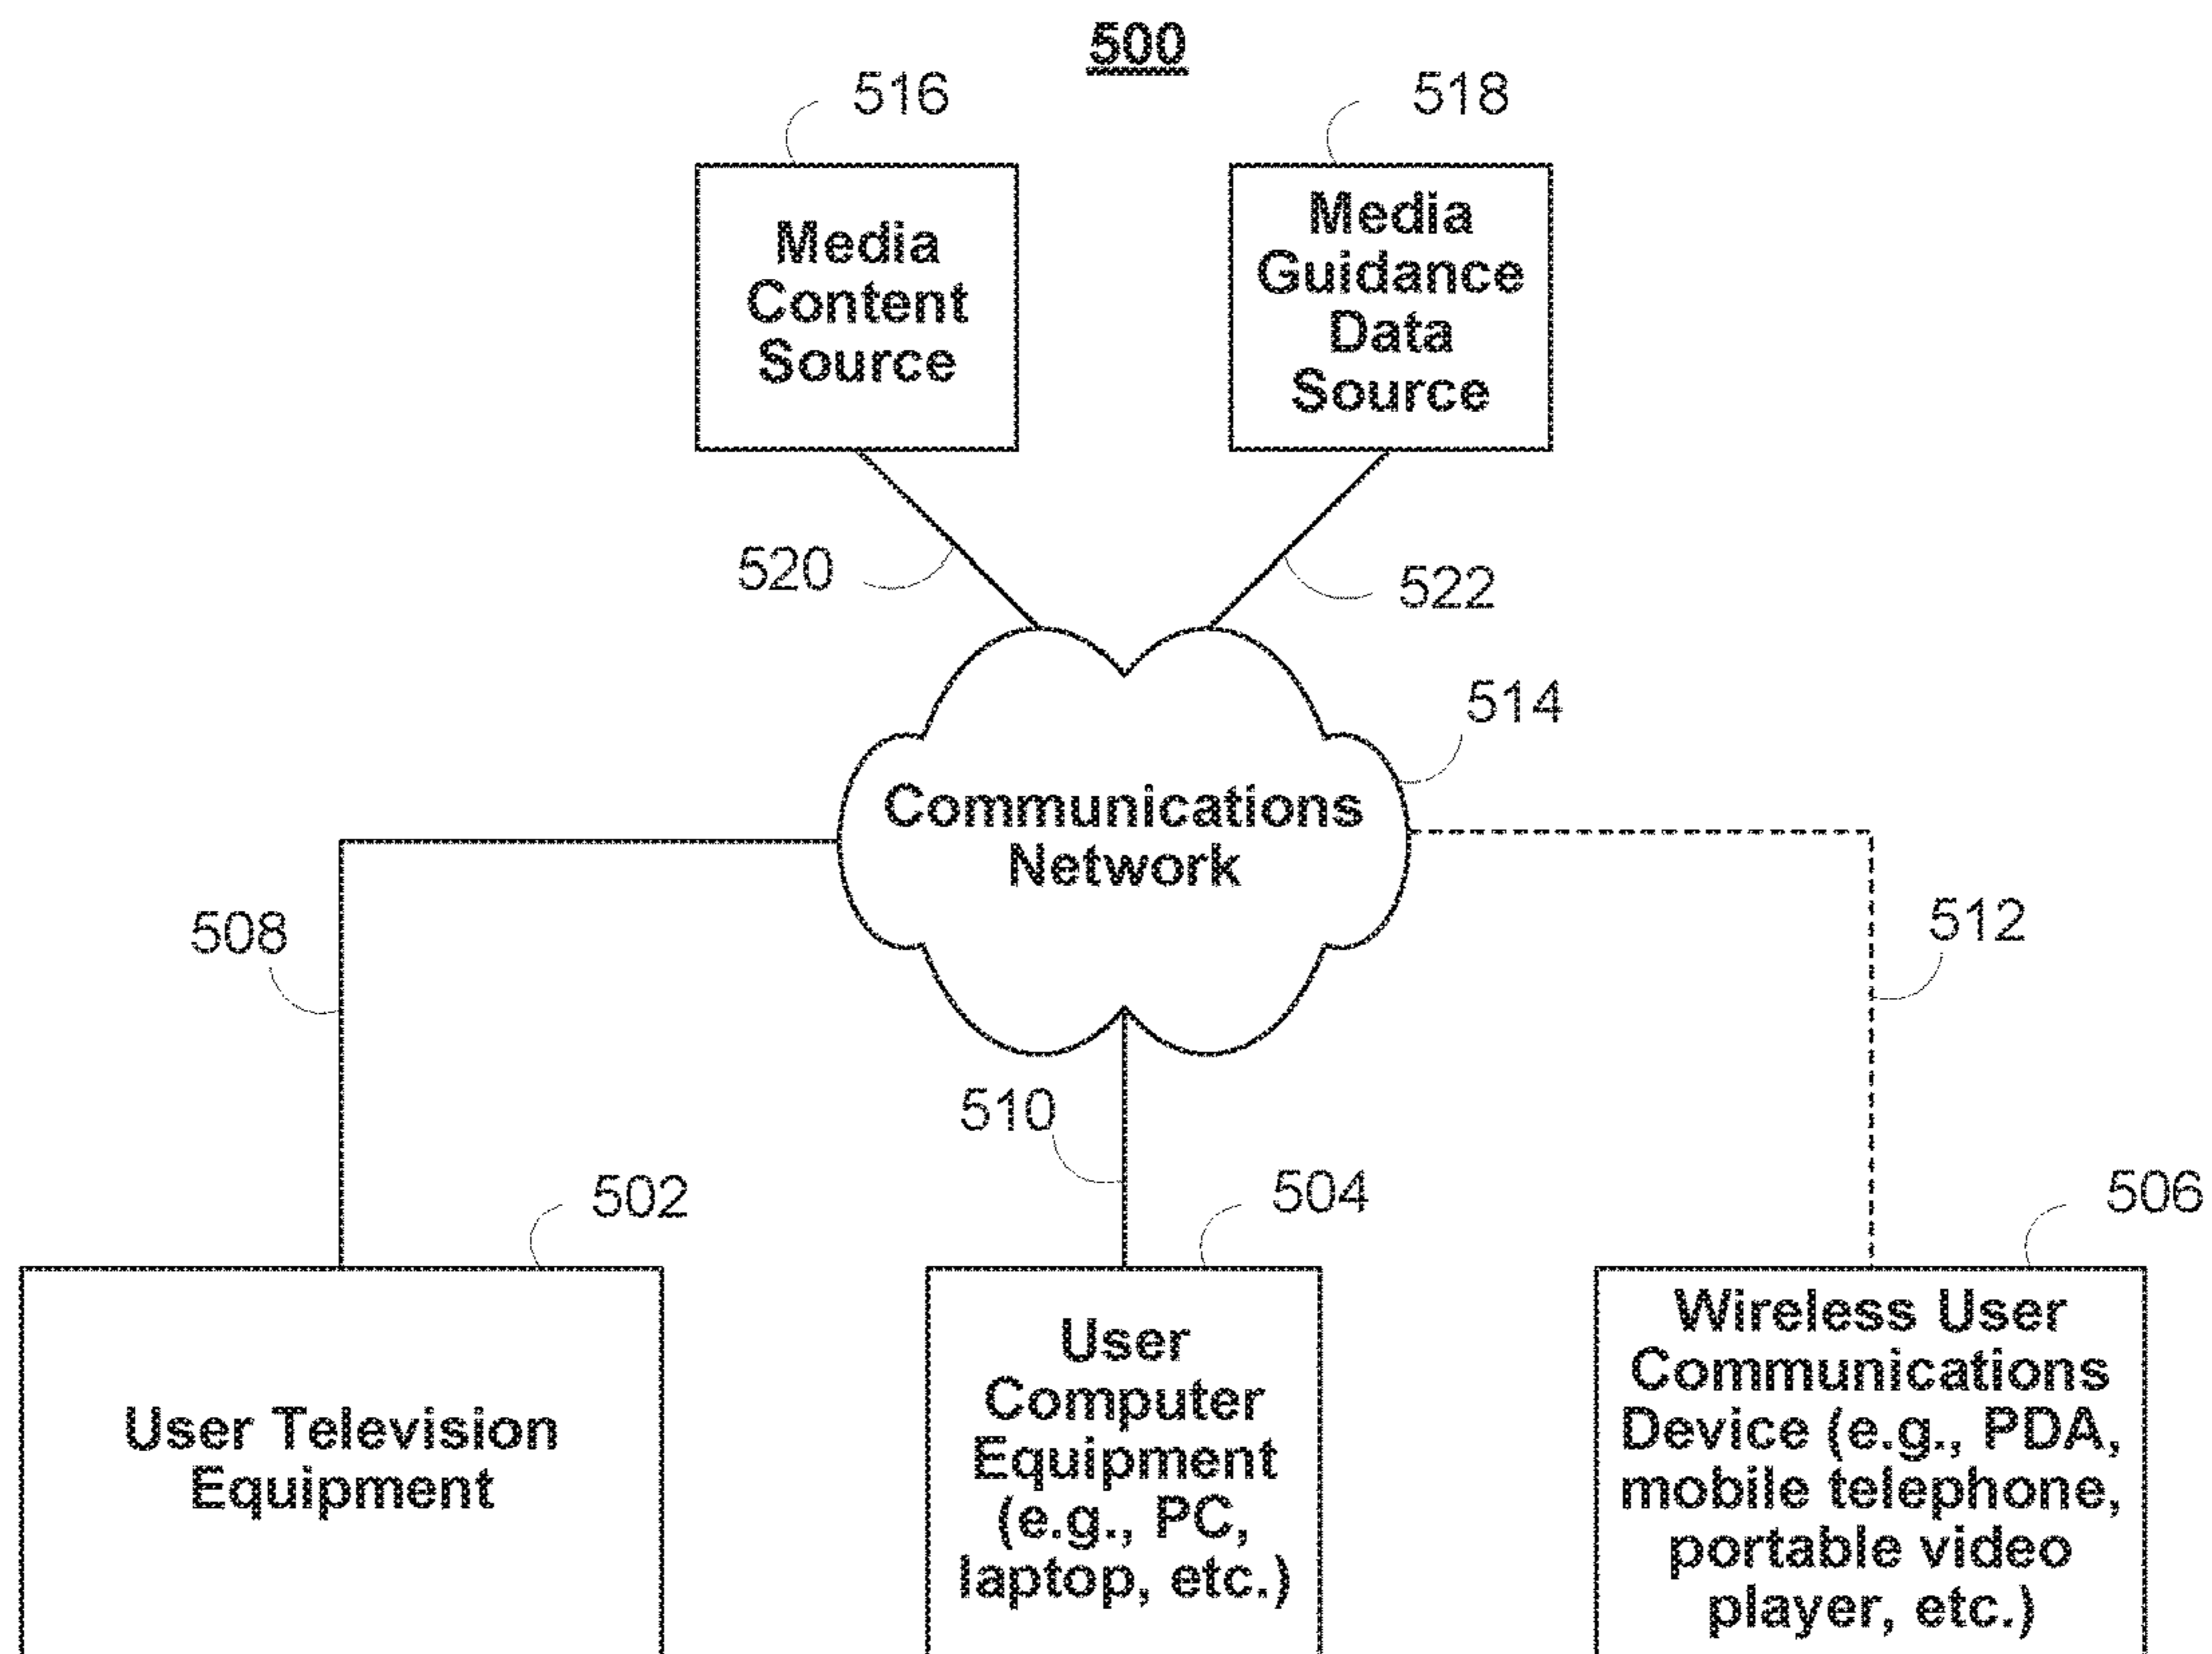 500
516
518
Media
Content
Source
Media
Guidance
Data
Source
520
522
514
Communications
Network
508
512
510
502
504
506
User Television
Equipment
User
Computer
Equipment
(e.g., PC,
laptop, etc.)
Wireless User
Communications
Device (e.g., PDA,
mobile telephone,
portable video
player, etc.)